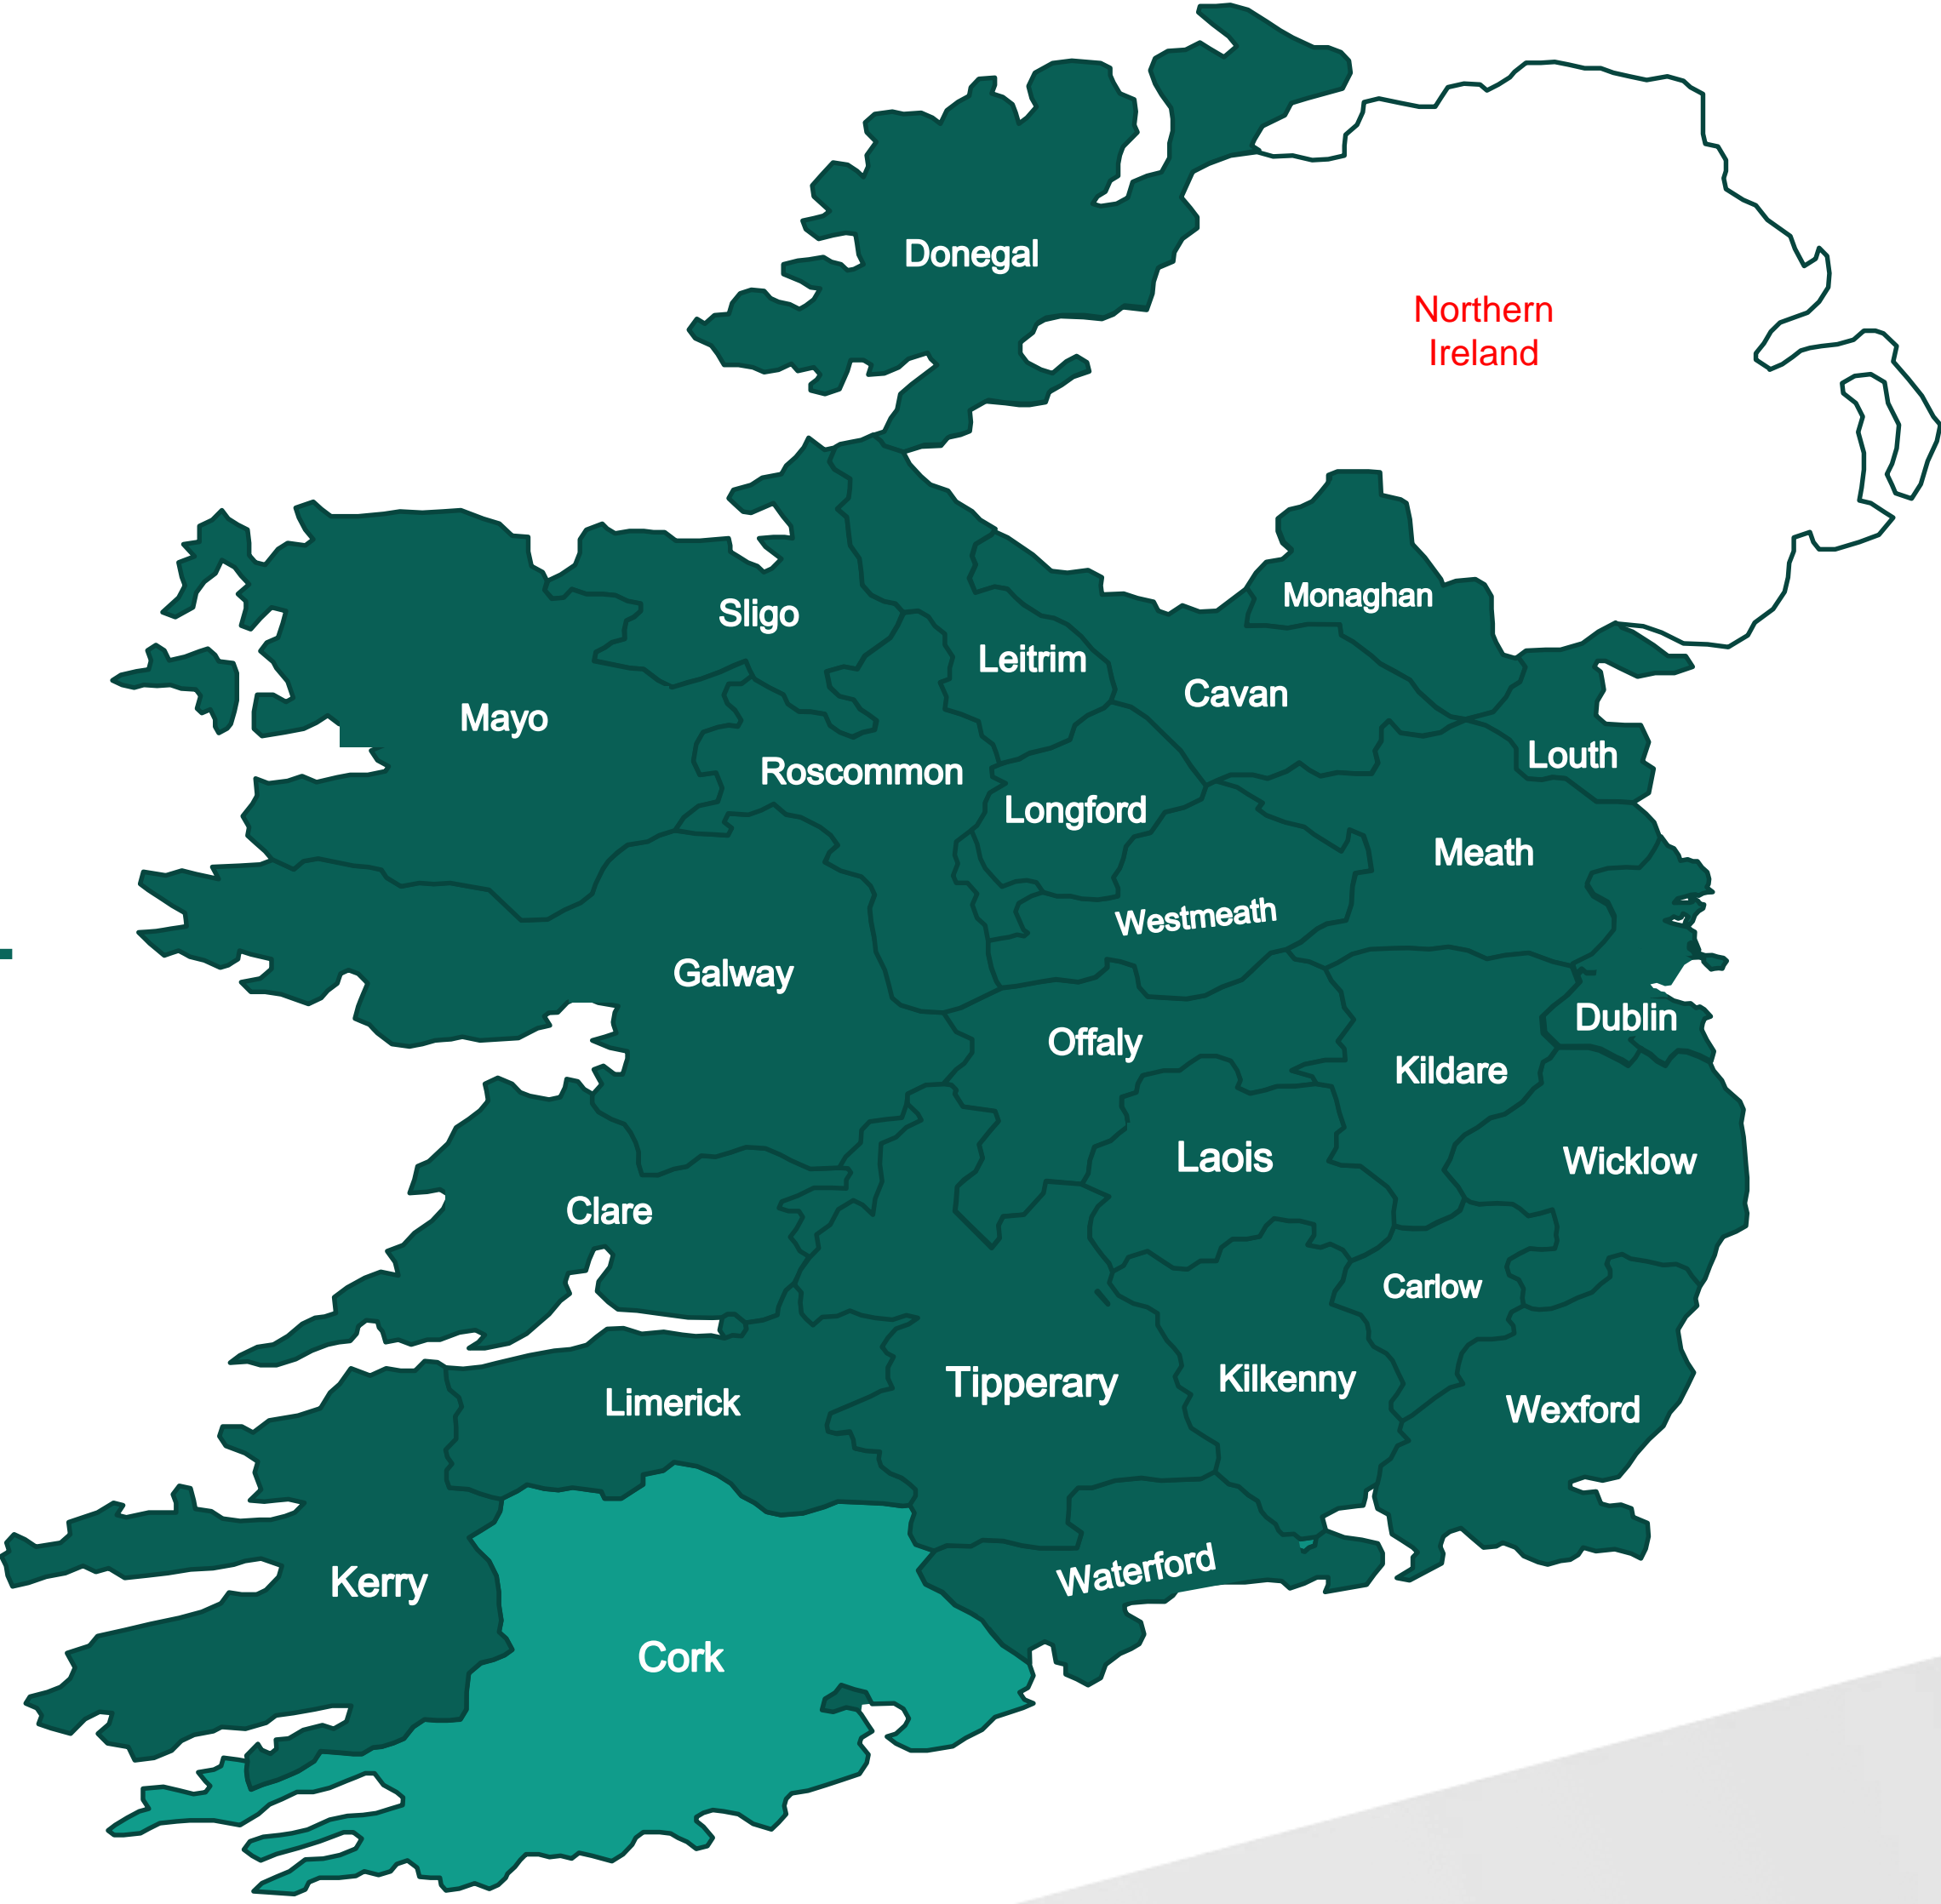 Donegal
Northern
Ireland
Monaghan
Sligo
Leitrim
Cavan
Mayo
Louth
Roscommon
Longford
Meath
Westmeath
Galway
Dublin
Offaly
Kildare
Laois
Wicklow
Clare
Carlow
Tipperary
Kilkenny
Limerick
Wexford
Waterford
Kerry
Cork